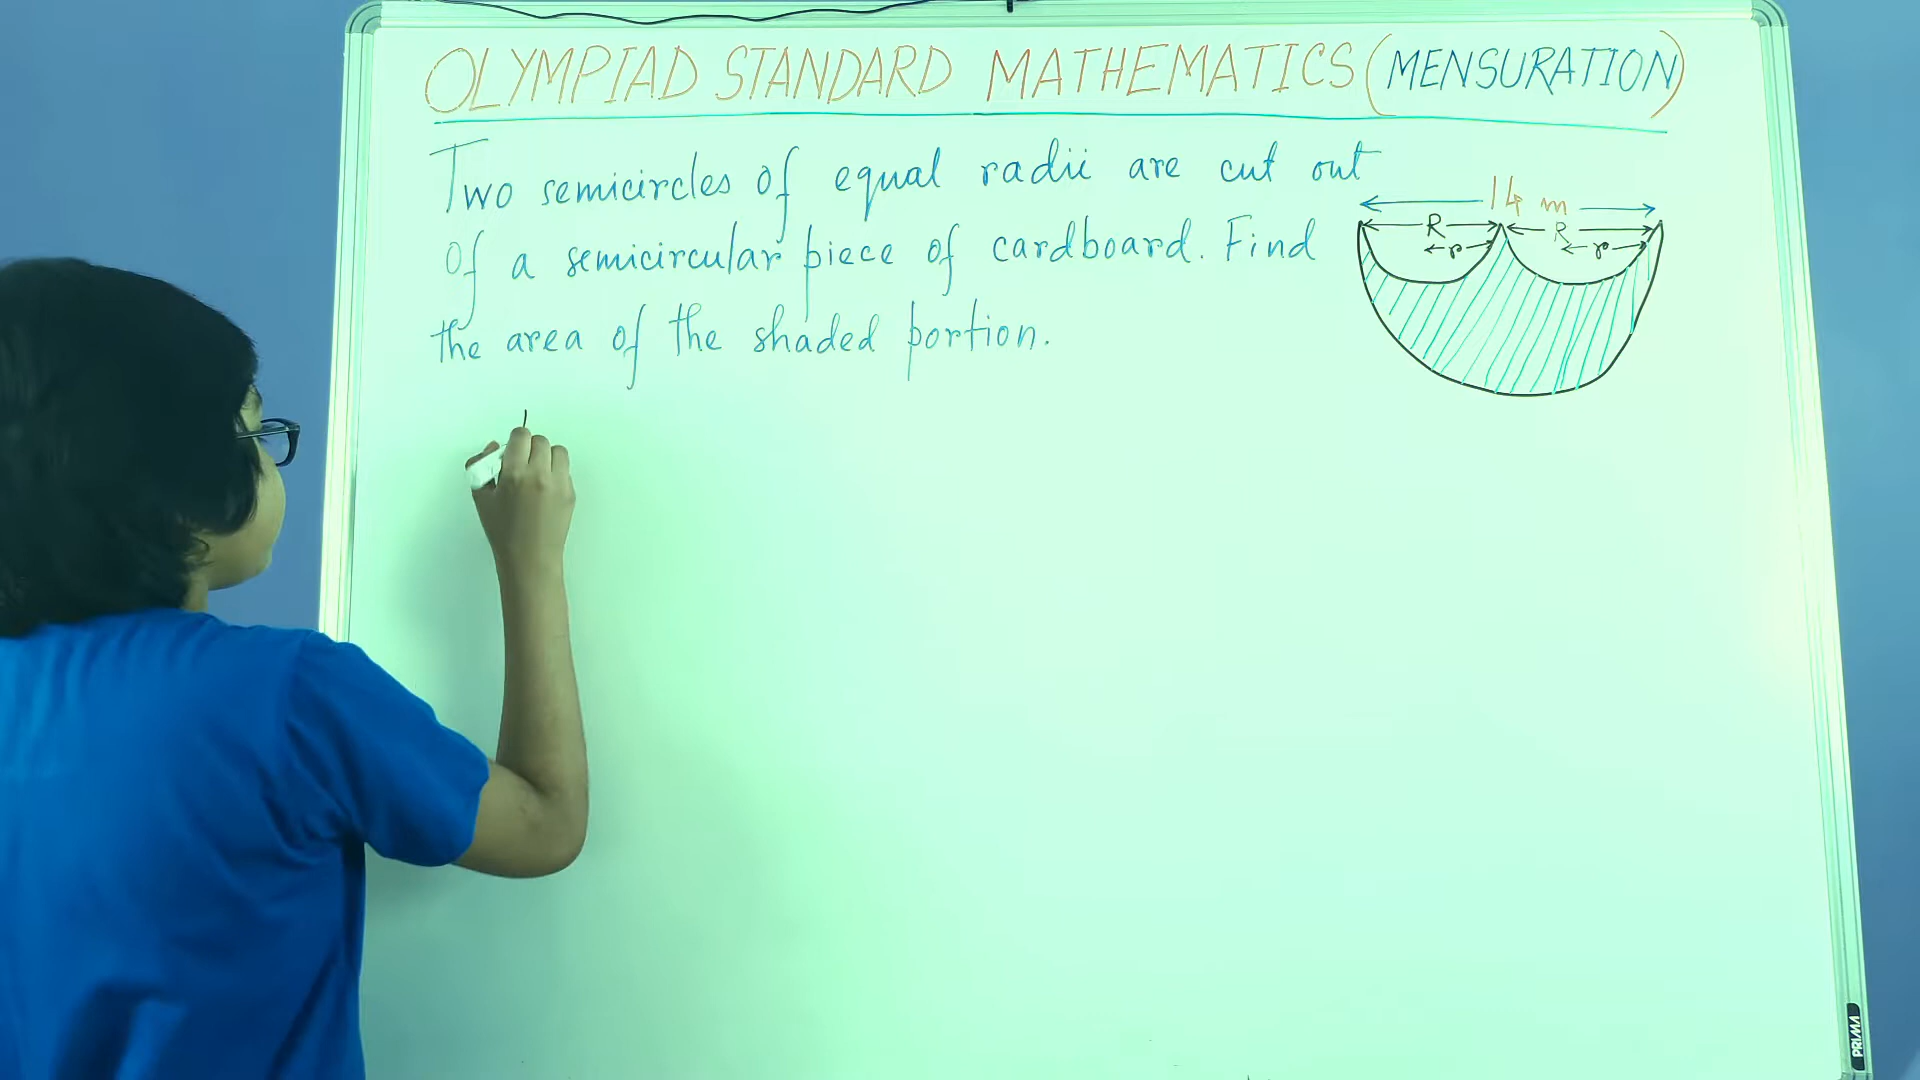 OLYMPIAD STANDARD MATHEMATICS (MENSURATION)
Two semicircles of equal radii are cut out
of a semicircular piece of cardboard. Find
the area of the shaded portion.
14 m
R R
r r
PRIMA